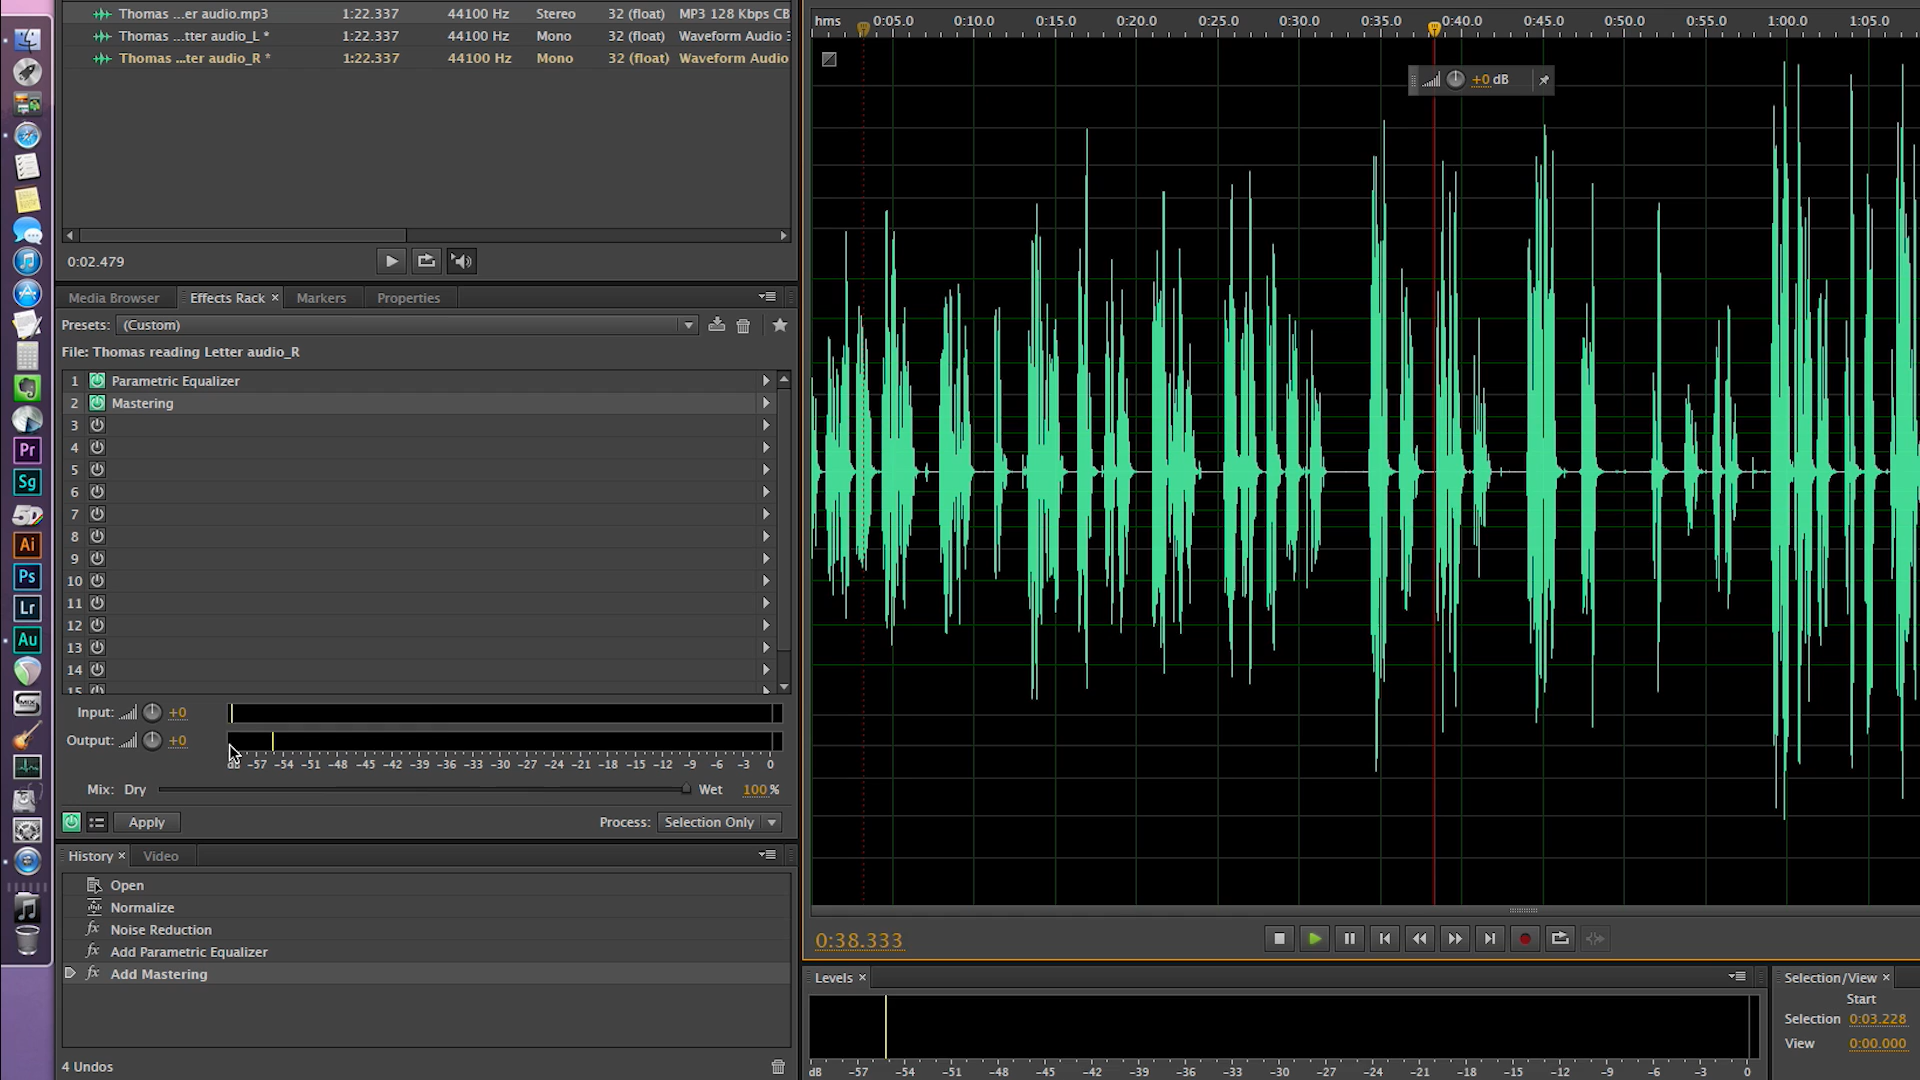 Thomas ...er audio.mp3 1:22.337 44100 Hz Stereo 32 (float) MP3 128 Kbps CB
Thomas ...tter audio_L * 1:22.337 44100 Hz Mono 32 (float) Waveform Audio
Thomas ...ter audio_R * 1:22.337 44100 Hz Mono 32 (float) Waveform Audio
0:02.479
Media Browser Effects Rack × Markers Properties
Presets: (Custom)
File: Thomas reading Letter audio_R
1 Parametric Equalizer
2 Mastering
3
4
5
6
7
8
9
10
11
12
13
14
15
Input: +0
Output: +0
dB -57 -54 -51 -48 -45 -42 -39 -36 -33 -30 -27 -24 -21 -18 -15 -12 -9 -6 -3 0
Mix: Dry Wet 100 %
Apply Process: Selection Only
History × Video
Open
Normalize
fx Noise Reduction
fx Add Parametric Equalizer
fx Add Mastering
4 Undos
Pr
Sg
5D
Ai
Ps
Lr
Au
hms 0:05.0 0:10.0 0:15.0 0:20.0 0:25.0 0:30.0 0:35.0 0:40.0 0:45.0 0:50.0 0:55.0 1:00.0 1:05.0
+0 dB
0:38.333
Levels ×
dB -57 -54 -51 -48 -45 -42 -39 -36 -33 -30 -27 -24 -21 -18 -15 -12 -9 -6 -3 0
Selection/View ×
Start
Selection 0:03.228
View 0:00.000